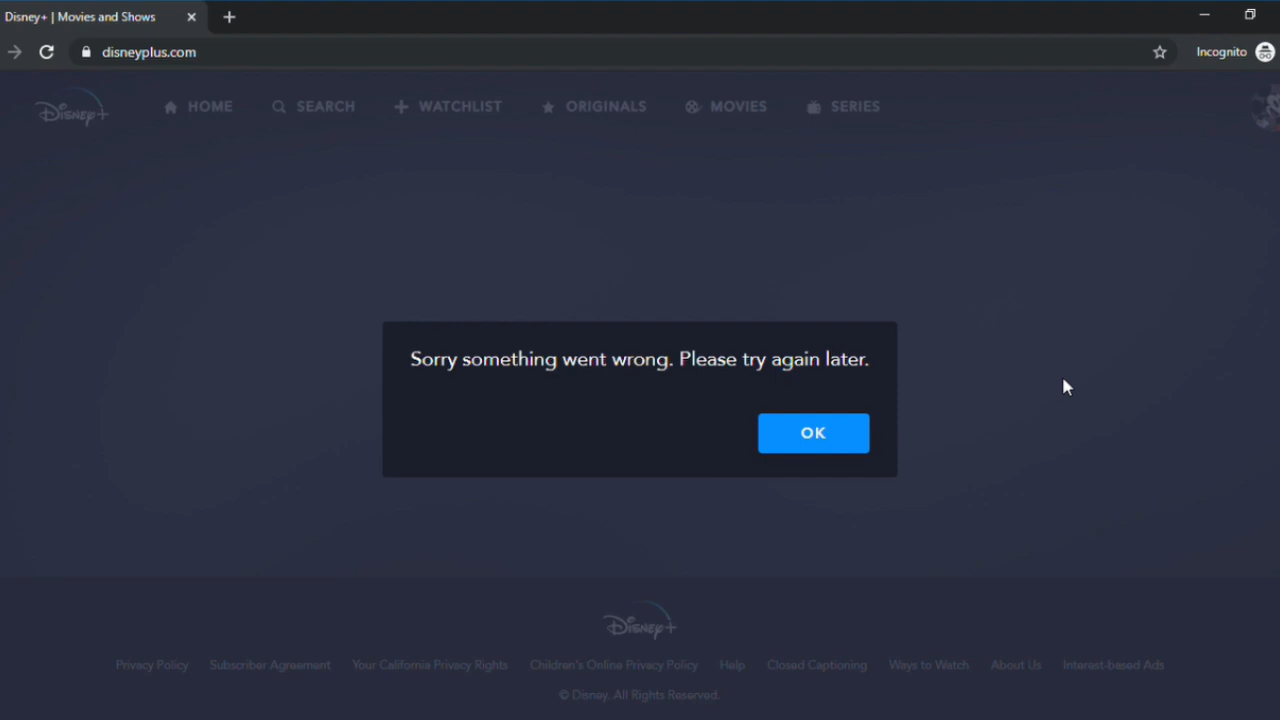 Disney+ | Movies and Shows
disneyplus.com
Incognito
Disney+
HOME
SEARCH
WATCHLIST
ORIGINALS
MOVIES
SERIES
Sorry something went wrong. Please try again later.
OK
Disney+
Privacy Policy
Subscriber Agreement
Your California Privacy Rights
Children's Online Privacy Policy
Help
Closed Captioning
Ways to Watch
About Us
Interest-based Ads
© Disney. All Rights Reserved.